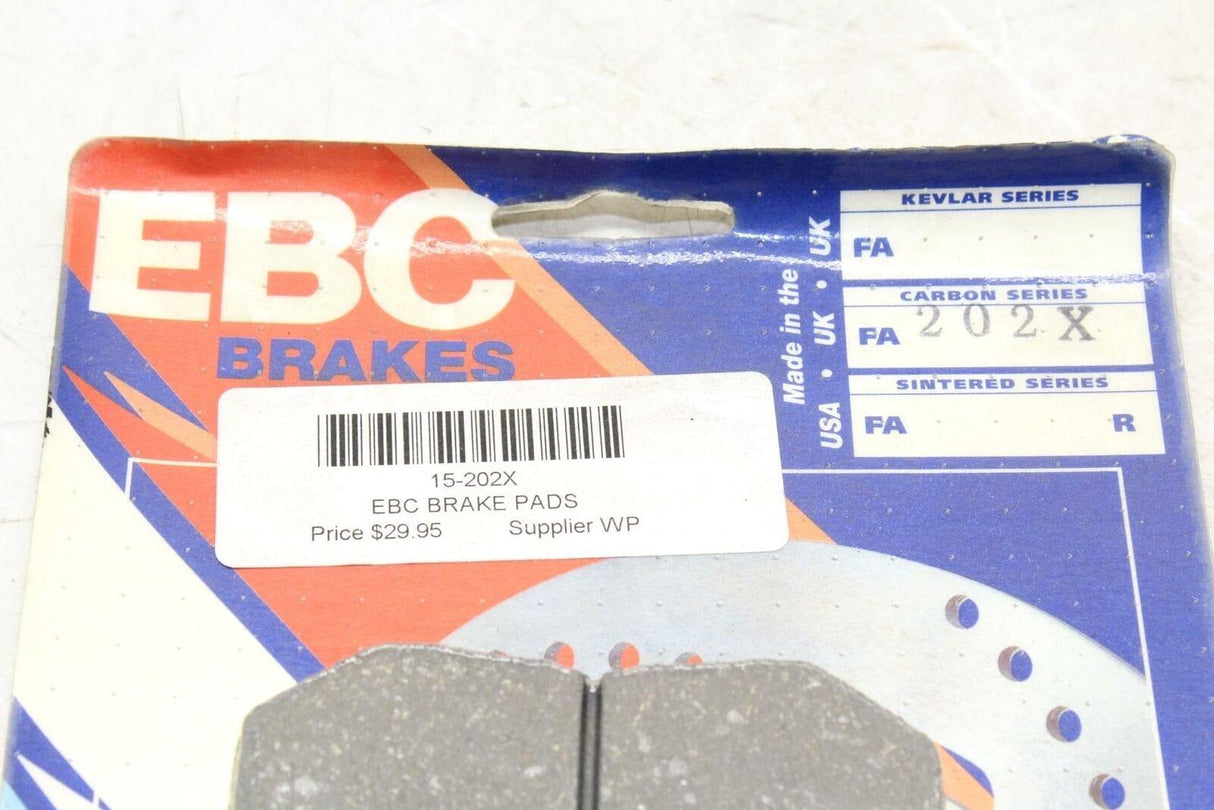 EBC
BRAKES
15-202X
EBC BRAKE PADS
Price $29.95 Supplier WP
Made in the
USA • UK • UK
KEVLAR SERIES
FA
CARBON SERIES
FA 202X
SINTERED SERIES
FA R